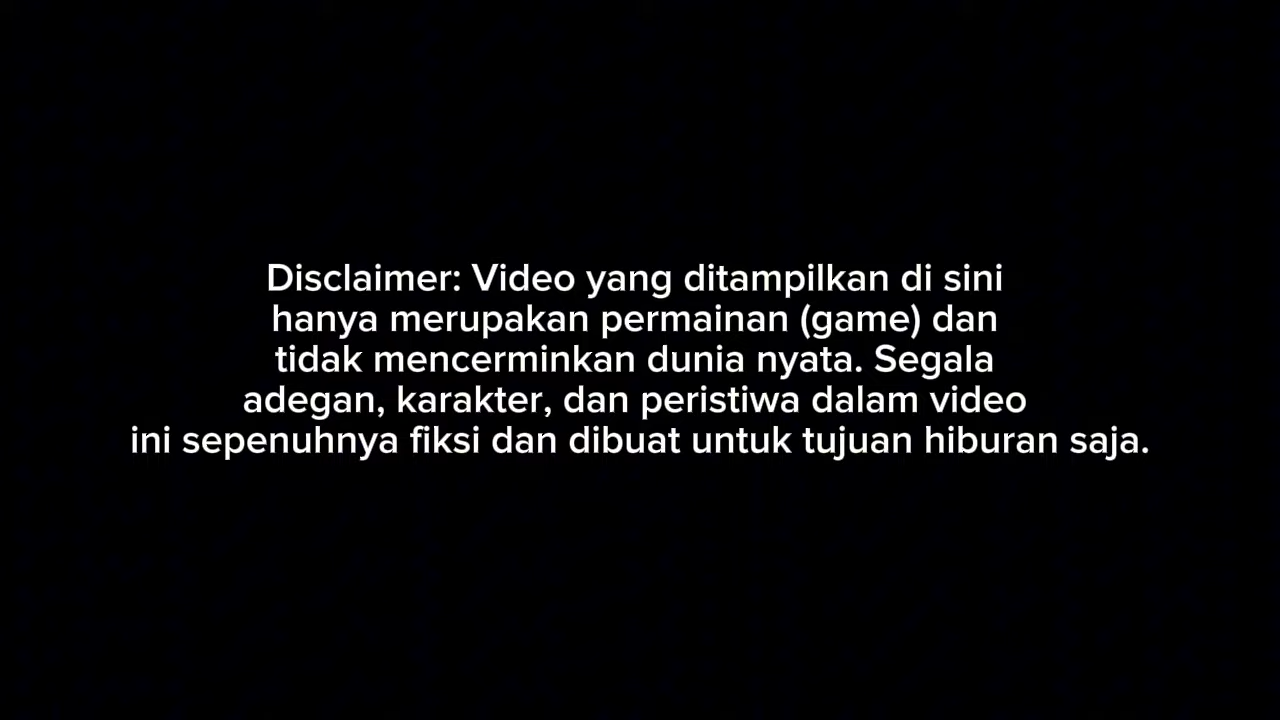 Disclaimer: Video yang ditampilkan di sini
hanya merupakan permainan (game) dan
tidak mencerminkan dunia nyata. Segala
adegan, karakter, dan peristiwa dalam video
ini sepenuhnya fiksi dan dibuat untuk tujuan hiburan saja.